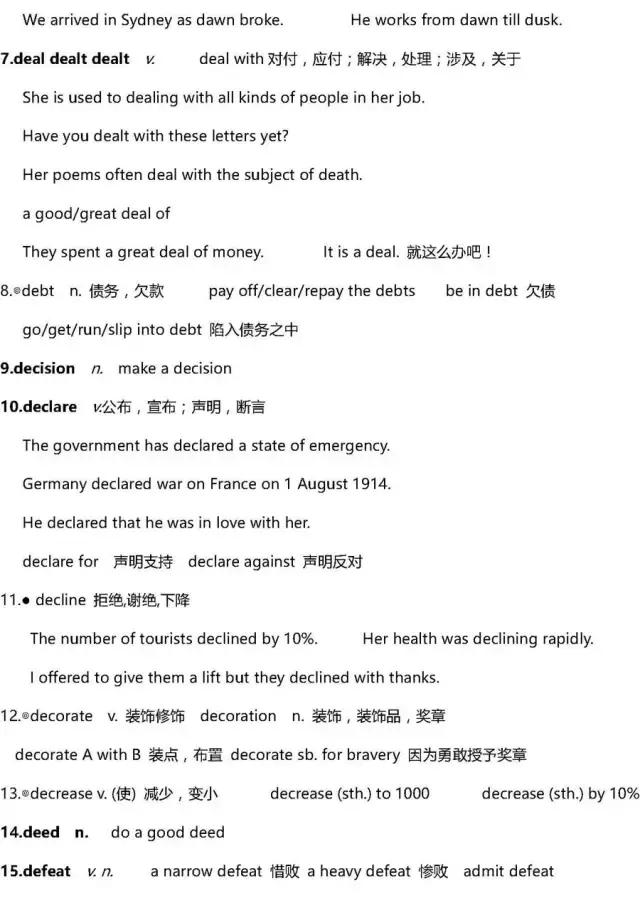 We arrived in Sydney as dawn broke. He works from dawn till dusk.
7.deal dealt dealt v. deal with 对付，应付；解决，处理；涉及，关于
She is used to dealing with all kinds of people in her job.
Have you dealt with these letters yet?
Her poems often deal with the subject of death.
a good/great deal of
They spent a great deal of money. It is a deal. 就这么办吧！
8.⊙debt n. 债务，欠款 pay off/clear/repay the debts be in debt 欠债
go/get/run/slip into debt 陷入债务之中
9.decision n. make a decision
10.declare v.公布，宣布；声明，断言
The government has declared a state of emergency.
Germany declared war on France on 1 August 1914.
He declared that he was in love with her.
declare for 声明支持 declare against 声明反对
11.● decline 拒绝,谢绝,下降
The number of tourists declined by 10%. Her health was declining rapidly.
I offered to give them a lift but they declined with thanks.
12.⊙decorate v. 装饰修饰 decoration n. 装饰，装饰品，奖章
decorate A with B 装点，布置 decorate sb. for bravery 因为勇敢授予奖章
13.⊙decrease v. (使) 减少，变小 decrease (sth.) to 1000 decrease (sth.) by 10%
14.deed n. do a good deed
15.defeat v. n. a narrow defeat 惜败 a heavy defeat 惨败 admit defeat